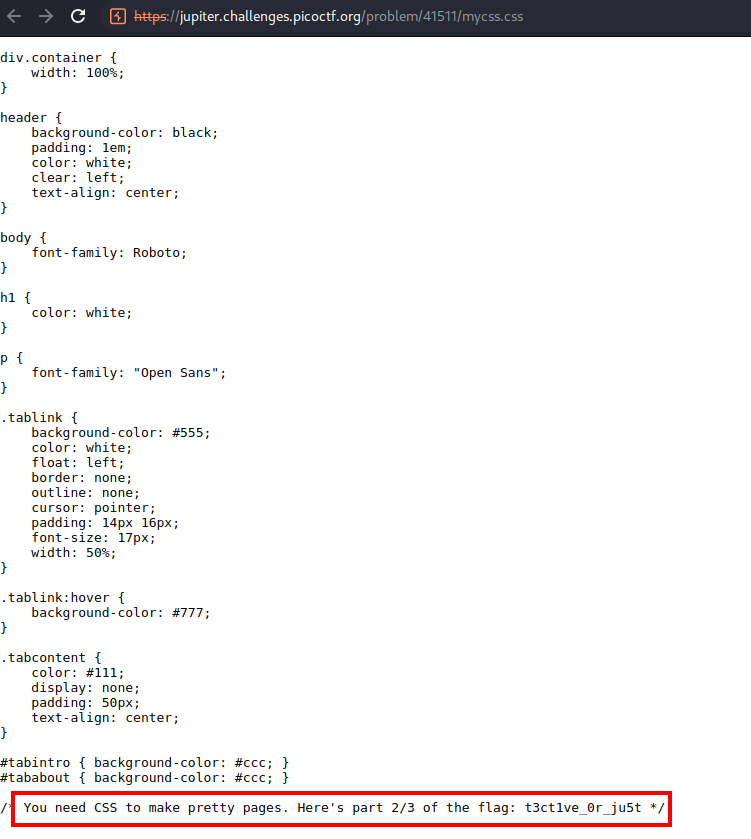 https://jupiter.challenges.picoctf.org/problem/41511/mycss.css
div.container {
    width: 100%;
}
header {
    background-color: black;
    padding: 1em;
    color: white;
    clear: left;
    text-align: center;
}
body {
    font-family: Roboto;
}
h1 {
    color: white;
}
p {
    font-family: "Open Sans";
}
.tablink {
    background-color: #555;
    color: white;
    float: left;
    border: none;
    outline: none;
    cursor: pointer;
    padding: 14px 16px;
    font-size: 17px;
    width: 50%;
}
.tablink:hover {
    background-color: #777;
}
.tabcontent {
    color: #111;
    display: none;
    padding: 50px;
    text-align: center;
}
#tabintro { background-color: #ccc; }
#tababout { background-color: #ccc; }
/* You need CSS to make pretty pages. Here's part 2/3 of the flag: t3ct1ve_0r_ju5t */